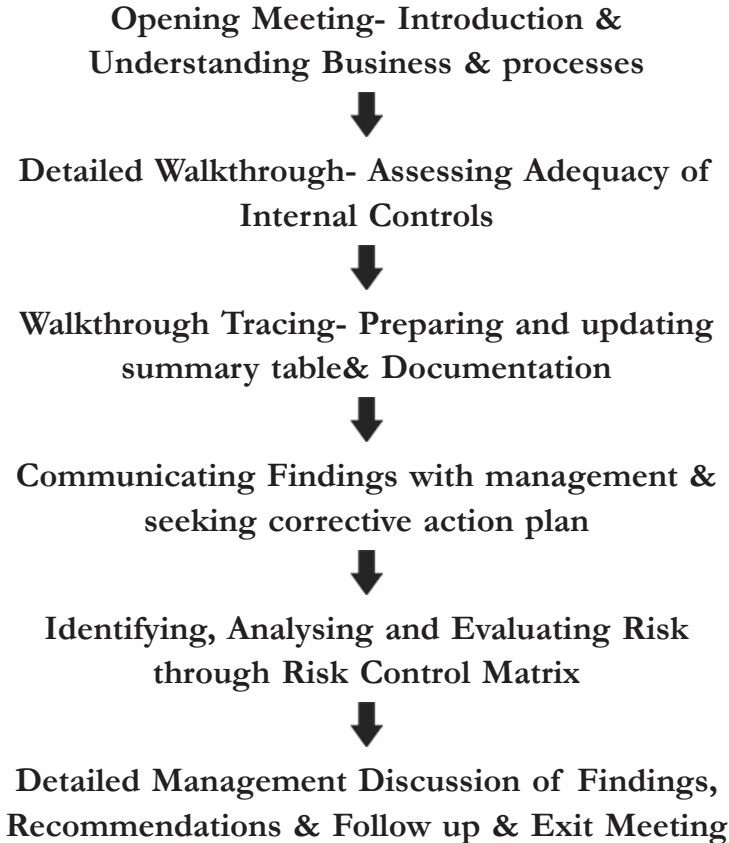 Opening Meeting- Introduction &
Understanding Business & processes
Detailed Walkthrough- Assessing Adequacy of
Internal Controls
Walkthrough Tracing- Preparing and updating
summary table& Documentation
Communicating Findings with management &
seeking corrective action plan
Identifying, Analysing and Evaluating Risk
through Risk Control Matrix
Detailed Management Discussion of Findings,
Recommendations & Follow up & Exit Meeting